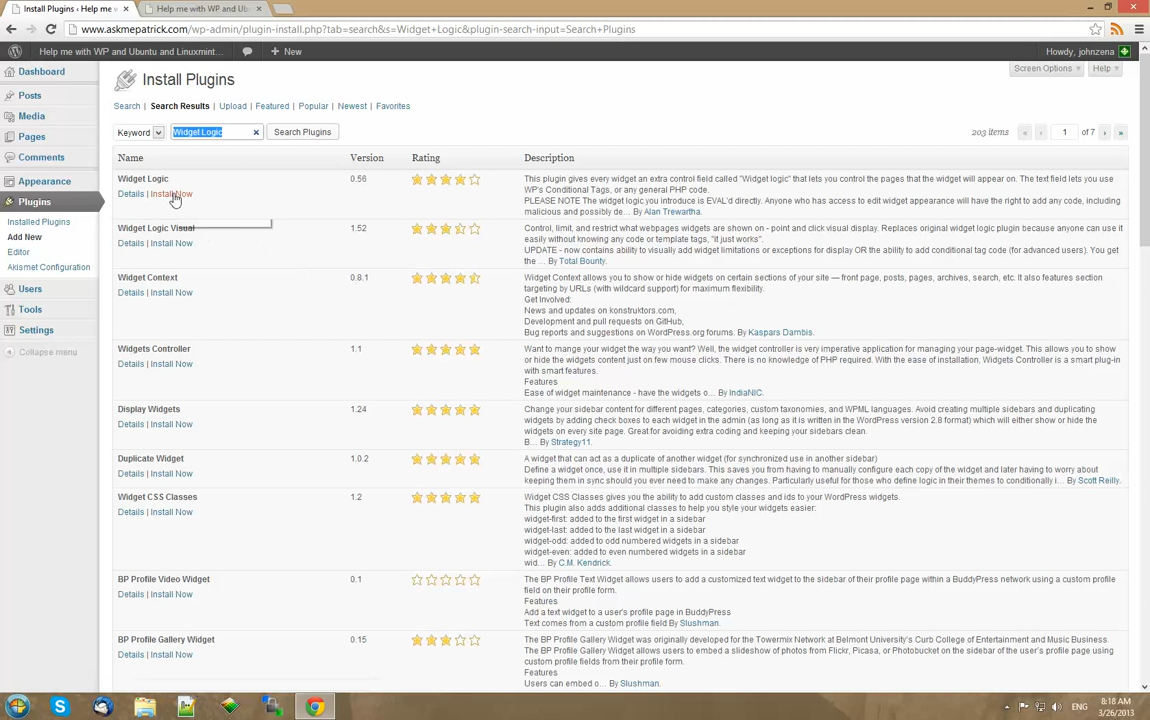 Install Plugins ‹ Help me w
Help me with WP and Ub
www.askmepatrick.com/wp-admin/plugin-install.php?tab=search&s=Widget+Logic&plugin-search-input=Search+Plugins
Help me with WP and Ubuntu and Linuxmint…
+ New
Howdy, johnzena
Dashboard
Posts
Media
Pages
Comments
Appearance
Plugins
Installed Plugins
Add New
Editor
Akismet Configuration
Users
Tools
Settings
Collapse menu
Install Plugins
Screen Options
Help
Search | Search Results | Upload | Featured | Popular | Newest | Favorites
Keyword
Widget Logic
×
Search Plugins
203 items « ‹ 1 of 7 › »
Name Version Rating Description
Widget Logic
Details | Install Now
0.56
This plugin gives every widget an extra control field called "Widget logic" that lets you control the pages that the widget will appear on. The text field lets you use
WP's Conditional Tags, or any general PHP code.
PLEASE NOTE The widget logic you introduce is EVAL'd directly. Anyone who has access to edit widget appearance will have the right to add any code, including
malicious and possibly de… By Alan Trewartha.
Widget Logic Visual
Details | Install Now
1.52
Control, limit, and restrict what webpages widgets are shown on - point and click visual display. Replaces original widget logic plugin because anyone can use it
easily without knowing any code or template tags, "it just works".
UPDATE - now contains ability to visually add widget limitations or exceptions for display OR the ability to add conditional tag code (for advanced users). You get
the … By Total Bounty.
Widget Context
Details | Install Now
0.8.1
Widget Context allows you to show or hide widgets on certain sections of your site — front page, posts, pages, archives, search, etc. It also features section
targeting by URLs (with wildcard support) for maximum flexibility.
Get Involved:
News and updates on konstruktors.com,
Development and pull requests on GitHub,
Bug reports and suggestions on WordPress.org forums. By Kaspars Dambis.
Widgets Controller
Details | Install Now
1.1
Want to mange your widget the way you want? Well, the widget controller is very imperative application for managing your page-widget. This allows you to show
or hide the widgets content just on few mouse clicks. There is no knowledge of PHP required. With the ease of installation, Widgets Controller is a smart plug-in
with smart features.
Features
Ease of widget maintenance - have the widgets o… By IndiaNIC.
Display Widgets
Details | Install Now
1.24
Change your sidebar content for different pages, categories, custom taxonomies, and WPML languages. Avoid creating multiple sidebars and duplicating
widgets by adding check boxes to each widget in the admin (as long as it is written in the WordPress version 2.8 format) which will either show or hide the
widgets on every site page. Great for avoiding extra coding and keeping your sidebars clean.
B… By Strategy11.
Duplicate Widget
Details | Install Now
1.0.2
A widget that can act as a duplicate of another widget (for synchronized use in another sidebar)
Define a widget once, use it in multiple sidebars. This saves you from having to manually configure each copy of the widget and later having to worry about
keeping them in sync should you ever need to make any changes. Particularly useful for those who define logic in their themes to conditionally i… By Scott Reilly.
Widget CSS Classes
Details | Install Now
1.2
Widget CSS Classes gives you the ability to add custom classes and ids to your WordPress widgets.
This plugin also adds additional classes to help you style your widgets easier:
widget-first: added to the first widget in a sidebar
widget-last: added to the last widget in a sidebar
widget-odd: added to odd numbered widgets in a sidebar
widget-even: added to even numbered widgets in a sidebar
wid… By C.M. Kendrick.
BP Profile Video Widget
Details | Install Now
0.1
The BP Profile Text Widget allows users to add a customized text widget to the sidebar of their profile page within a BuddyPress network using a custom profile
field on their profile form.
Features
Add a text widget to a user's profile page in BuddyPress
Text comes from a custom profile field By Slushman.
BP Profile Gallery Widget
Details | Install Now
0.15
The BP Profile Gallery Widget was originally developed for the Towermix Network at Belmont University's Curb College of Entertainment and Music Business.
The BP Profile Gallery Widget allows users to embed a slideshow of photos from Flickr, Picasa, or Photobucket on the sidebar of the user's profile page using
custom profile fields from their profile form.
Features
Users can embed o… By Slushman.
ENG
8:18 AM
3/26/2013